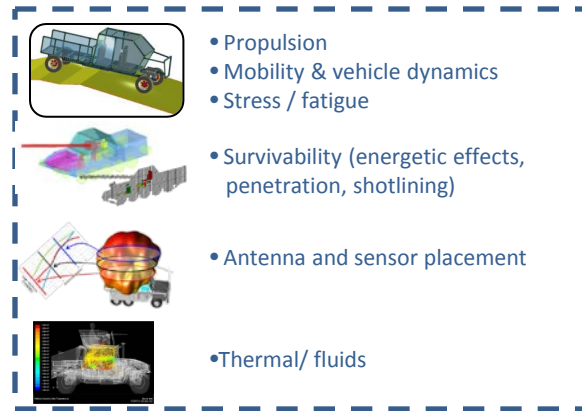 • Propulsion
• Mobility & vehicle dynamics
• Stress / fatigue
• Survivability (energetic effects,
penetration, shotlining)
• Antenna and sensor placement
•Thermal/ fluids